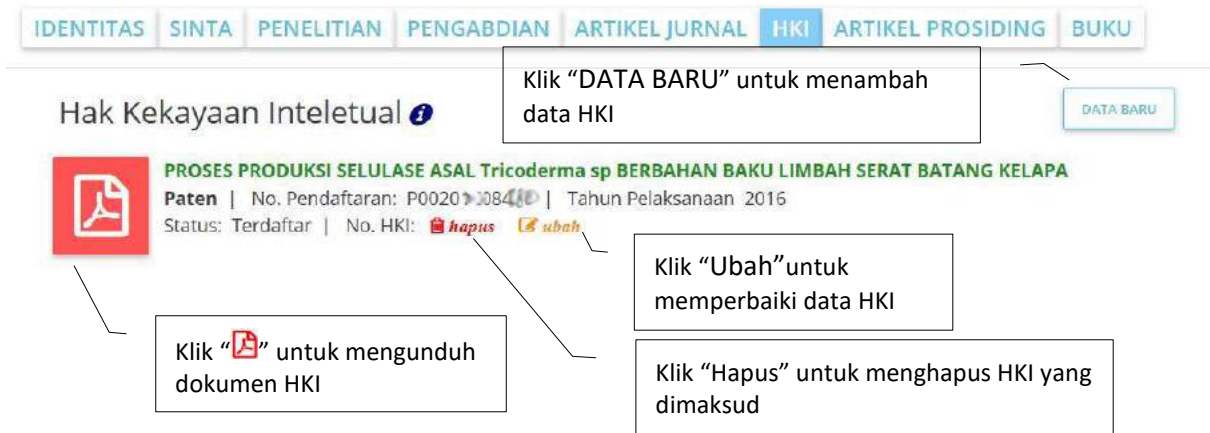 IDENTITAS SINTA PENELITIAN PENGABDIAN ARTIKEL JURNAL HKI ARTIKEL PROSIDING BUKU
Klik “DATA BARU” untuk menambah
data HKI
DATA BARU
Hak Kekayaan Inteletual
PROSES PRODUKSI SELULASE ASAL Tricoderma sp BERBAHAN BAKU LIMBAH SERAT BATANG KELAPA
Paten | No. Pendaftaran: | Tahun Pelaksanaan 2016
Status: Terdaftar | No. HKI: hapus ubah
Klik “Ubah”untuk
memperbaiki data HKI
Klik “” untuk mengunduh
dokumen HKI
Klik “Hapus” untuk menghapus HKI yang
dimaksud